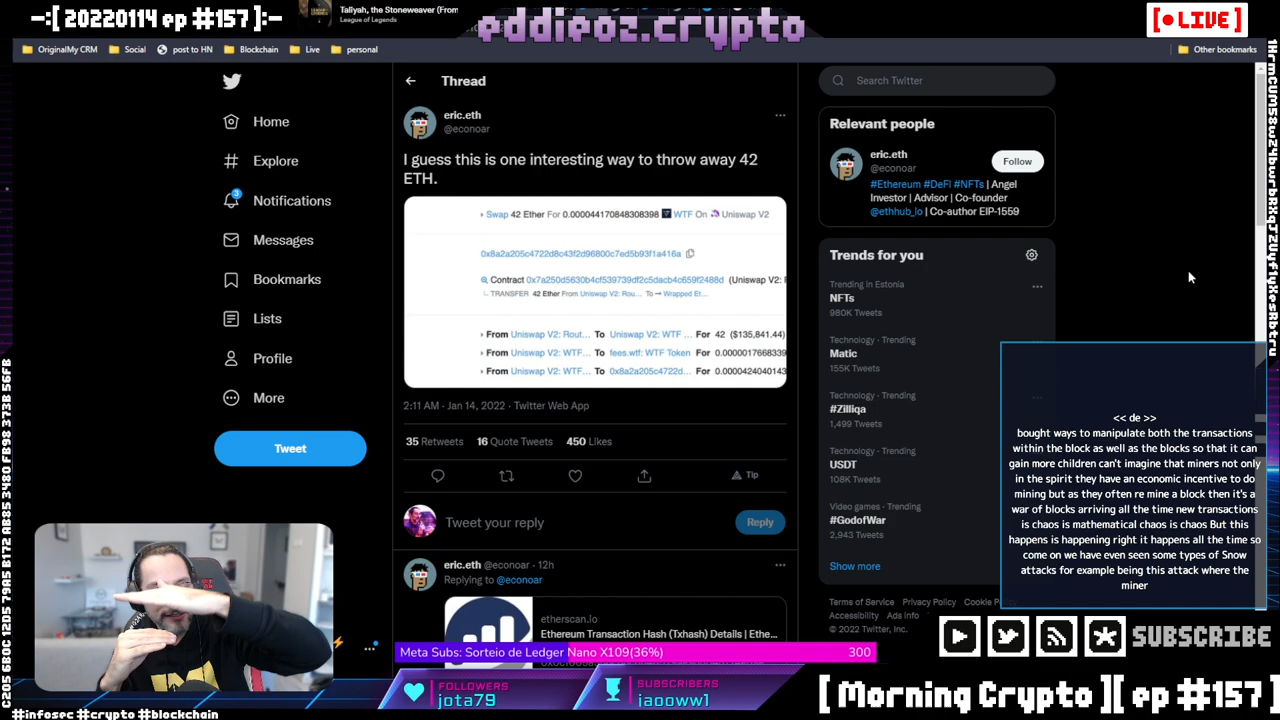 -:[ 20220114 ep #157]:-
Taliyah, the Stoneweaver (From
League of Legends
eddieoz.crypto
[ LIVE ]
OriginalMy CRM
Social
post to HN
Blockchain
Live
personal
Other bookmarks
Home
Explore
3
Notifications
Messages
Bookmarks
Lists
Profile
More
Tweet
Thread
eric.eth
@econoar
I guess this is one interesting way to throw away 42
ETH.
Swap 42 Ether For 0.000044170848308398 WTF On Uniswap V2
0x8a2a205c4722d8c43f2d96800c7ed5b93f1a416a
Contract 0x7a250d5630b4cf539739df2c5dacb4c659f2488d (Uniswap V2:
TRANSFER 42 Ether From Uniswap V2: Rou... To → Wrapped Et...
From Uniswap V2: Rout... To Uniswap V2: WTF ... For 42 ($135,841.44)
From Uniswap V2: WTF... To fees.wtf: WTF Token For 0.0000017668339
From Uniswap V2: WTF... To 0x8a2a205c4722d... For 0.0000424040143
2:11 AM · Jan 14, 2022 · Twitter Web App
35 Retweets 16 Quote Tweets 450 Likes
Tip
Tweet your reply
Reply
eric.eth @econoar · 12h
Replying to @econoar
etherscan.io
Ethereum Transaction Hash (Txhash) Details | Ethe...
Search Twitter
Relevant people
eric.eth
@econoar
Follow
#Ethereum #DeFi #NFTs | Angel
Investor | Advisor | Co-founder
@ethhub_io | Co-author EIP-1559
Trends for you
Trending in Estonia
NFTs
980K Tweets
Technology · Trending
Matic
155K Tweets
Technology · Trending
#Zilliqa
1,499 Tweets
Technology · Trending
USDT
108K Tweets
Video games · Trending
#GodofWar
2,943 Tweets
Show more
Terms of Service Privacy Policy Cookie
Accessibility Ads info
© 2022 Twitter, Inc.
<< de >>
bought ways to manipulate both the transactions
within the block as well as the blocks so that it can
gain more children can't imagine that miners not only
in the spirit they have an economic incentive to do
mining but as they often re mine a block then it's a
war of blocks arriving all the time new transactions
is chaos is mathematical chaos is chaos But this
happens is happening right it happens all the time so
come on we have even seen some types of Snow
attacks for example being this attack where the
miner
SUBSCRIBE
Meta Subs: Sorteio de Ledger Nano X109(36%) 300
FOLLOWERS
jota79
SUBSCRIBERS
iaooww1
[ Morning Crypto ][ ep #157]
#infosec #crypto #blockchain